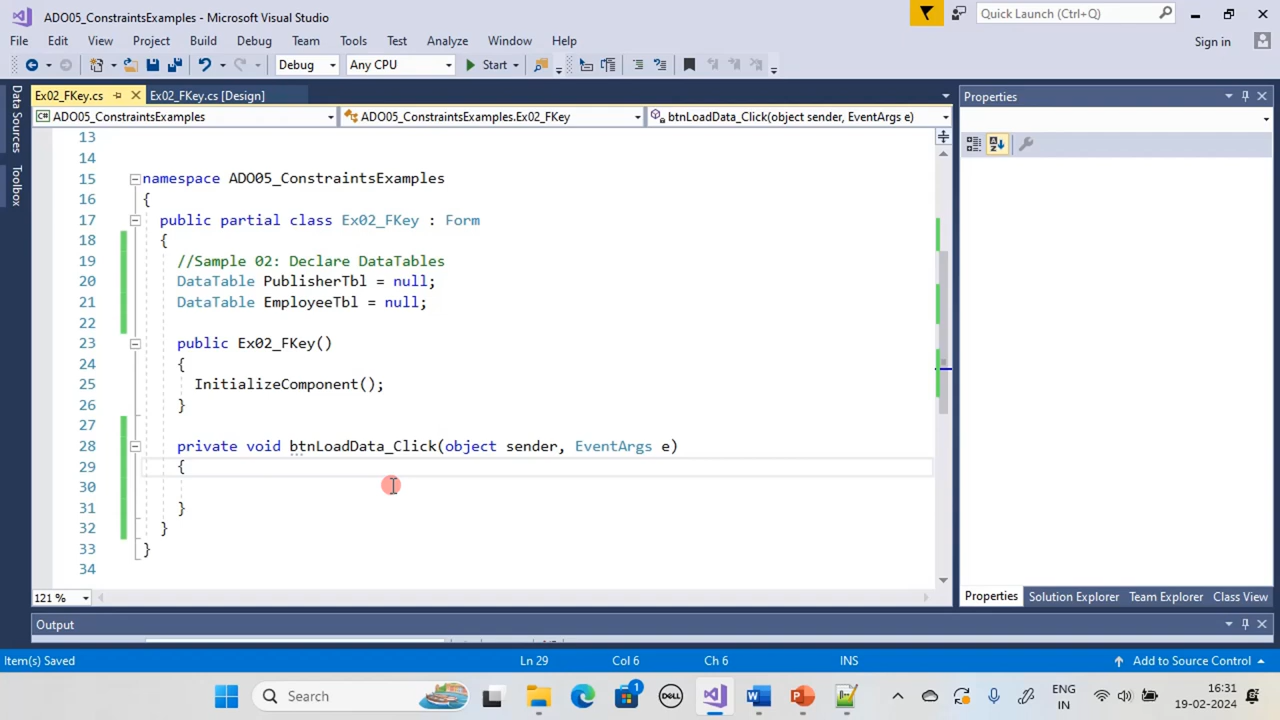 ADO05_ConstraintsExamples - Microsoft Visual Studio
Quick Launch (Ctrl+Q)
File Edit View Project Build Debug Team Tools Test Analyze Window Help
Sign in
Debug Any CPU Start
Data Sources
Toolbox
Ex02_FKey.cs Ex02_FKey.cs [Design]
ADO05_ConstraintsExamples ADO05_ConstraintsExamples.Ex02_FKey btnLoadData_Click(object sender, EventArgs e)
13
14
15 namespace ADO05_ConstraintsExamples
16 {
17 public partial class Ex02_FKey : Form
18 {
19 //Sample 02: Declare DataTables
20 DataTable PublisherTbl = null;
21 DataTable EmployeeTbl = null;
22
23 public Ex02_FKey()
24 {
25 InitializeComponent();
26 }
27
28 private void btnLoadData_Click(object sender, EventArgs e)
29 {
30
31 }
32 }
33 }
34
121 %
Properties
Properties Solution Explorer Team Explorer Class View
Output
Item(s) Saved Ln 29 Col 6 Ch 6 INS Add to Source Control
Search
1
DELL
ENG
IN
16:31
19-02-2024